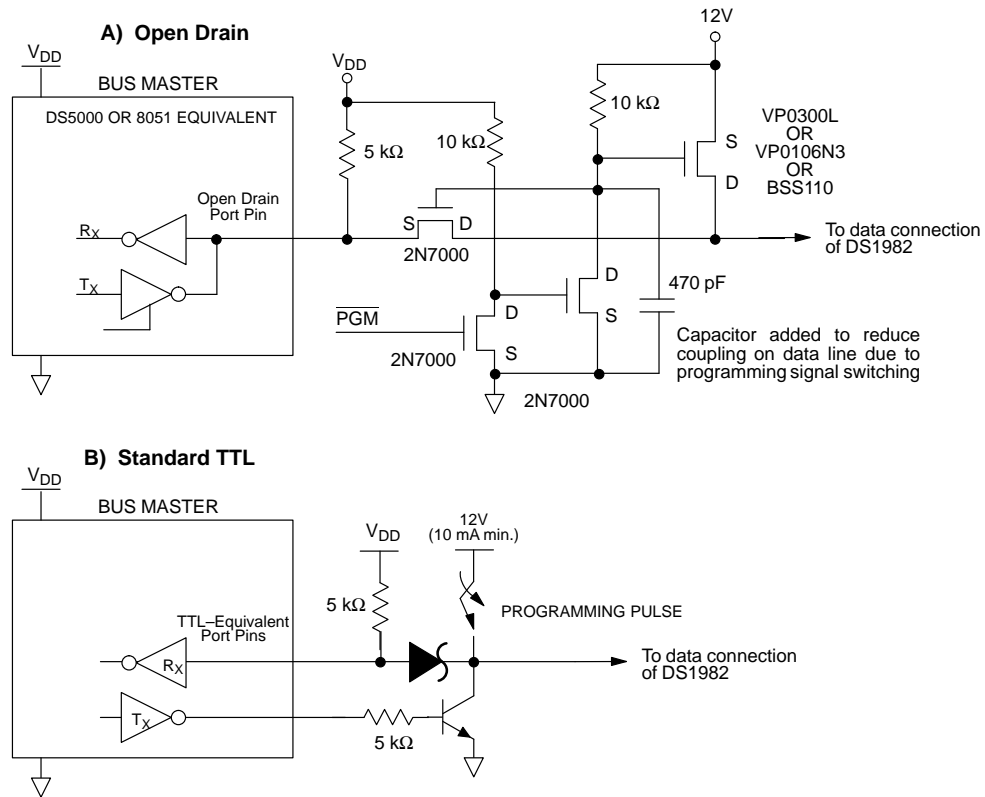 A) Open Drain
12V
VDD
BUS MASTER
VDD
DS5000 OR 8051 EQUIVALENT
5 kΩ
10 kΩ
10 kΩ
VP0300L
OR
VP0106N3
OR
BSS110
S
D
Open Drain
Port Pin
RX
TX
S
D
2N7000
To data connection
of DS1982
D
S
470 pF
PGM
D
S
2N7000
2N7000
Capacitor added to reduce
coupling on data line due to
programming signal switching
B) Standard TTL
VDD
BUS MASTER
VDD
12V
(10 mA min.)
5 kΩ
PROGRAMMING PULSE
TTL–Equivalent
Port Pins
RX
To data connection
of DS1982
TX
5 kΩ